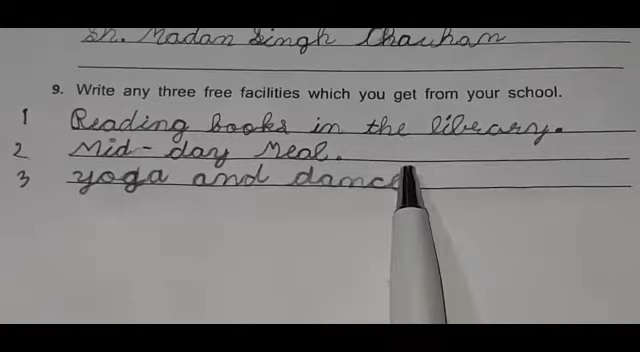 Sh. Madan Singh Chauhan
9. Write any three free facilities which you get from your school.
1 Reading books in the library.
2 Mid-day Meal.
3 yoga and dance